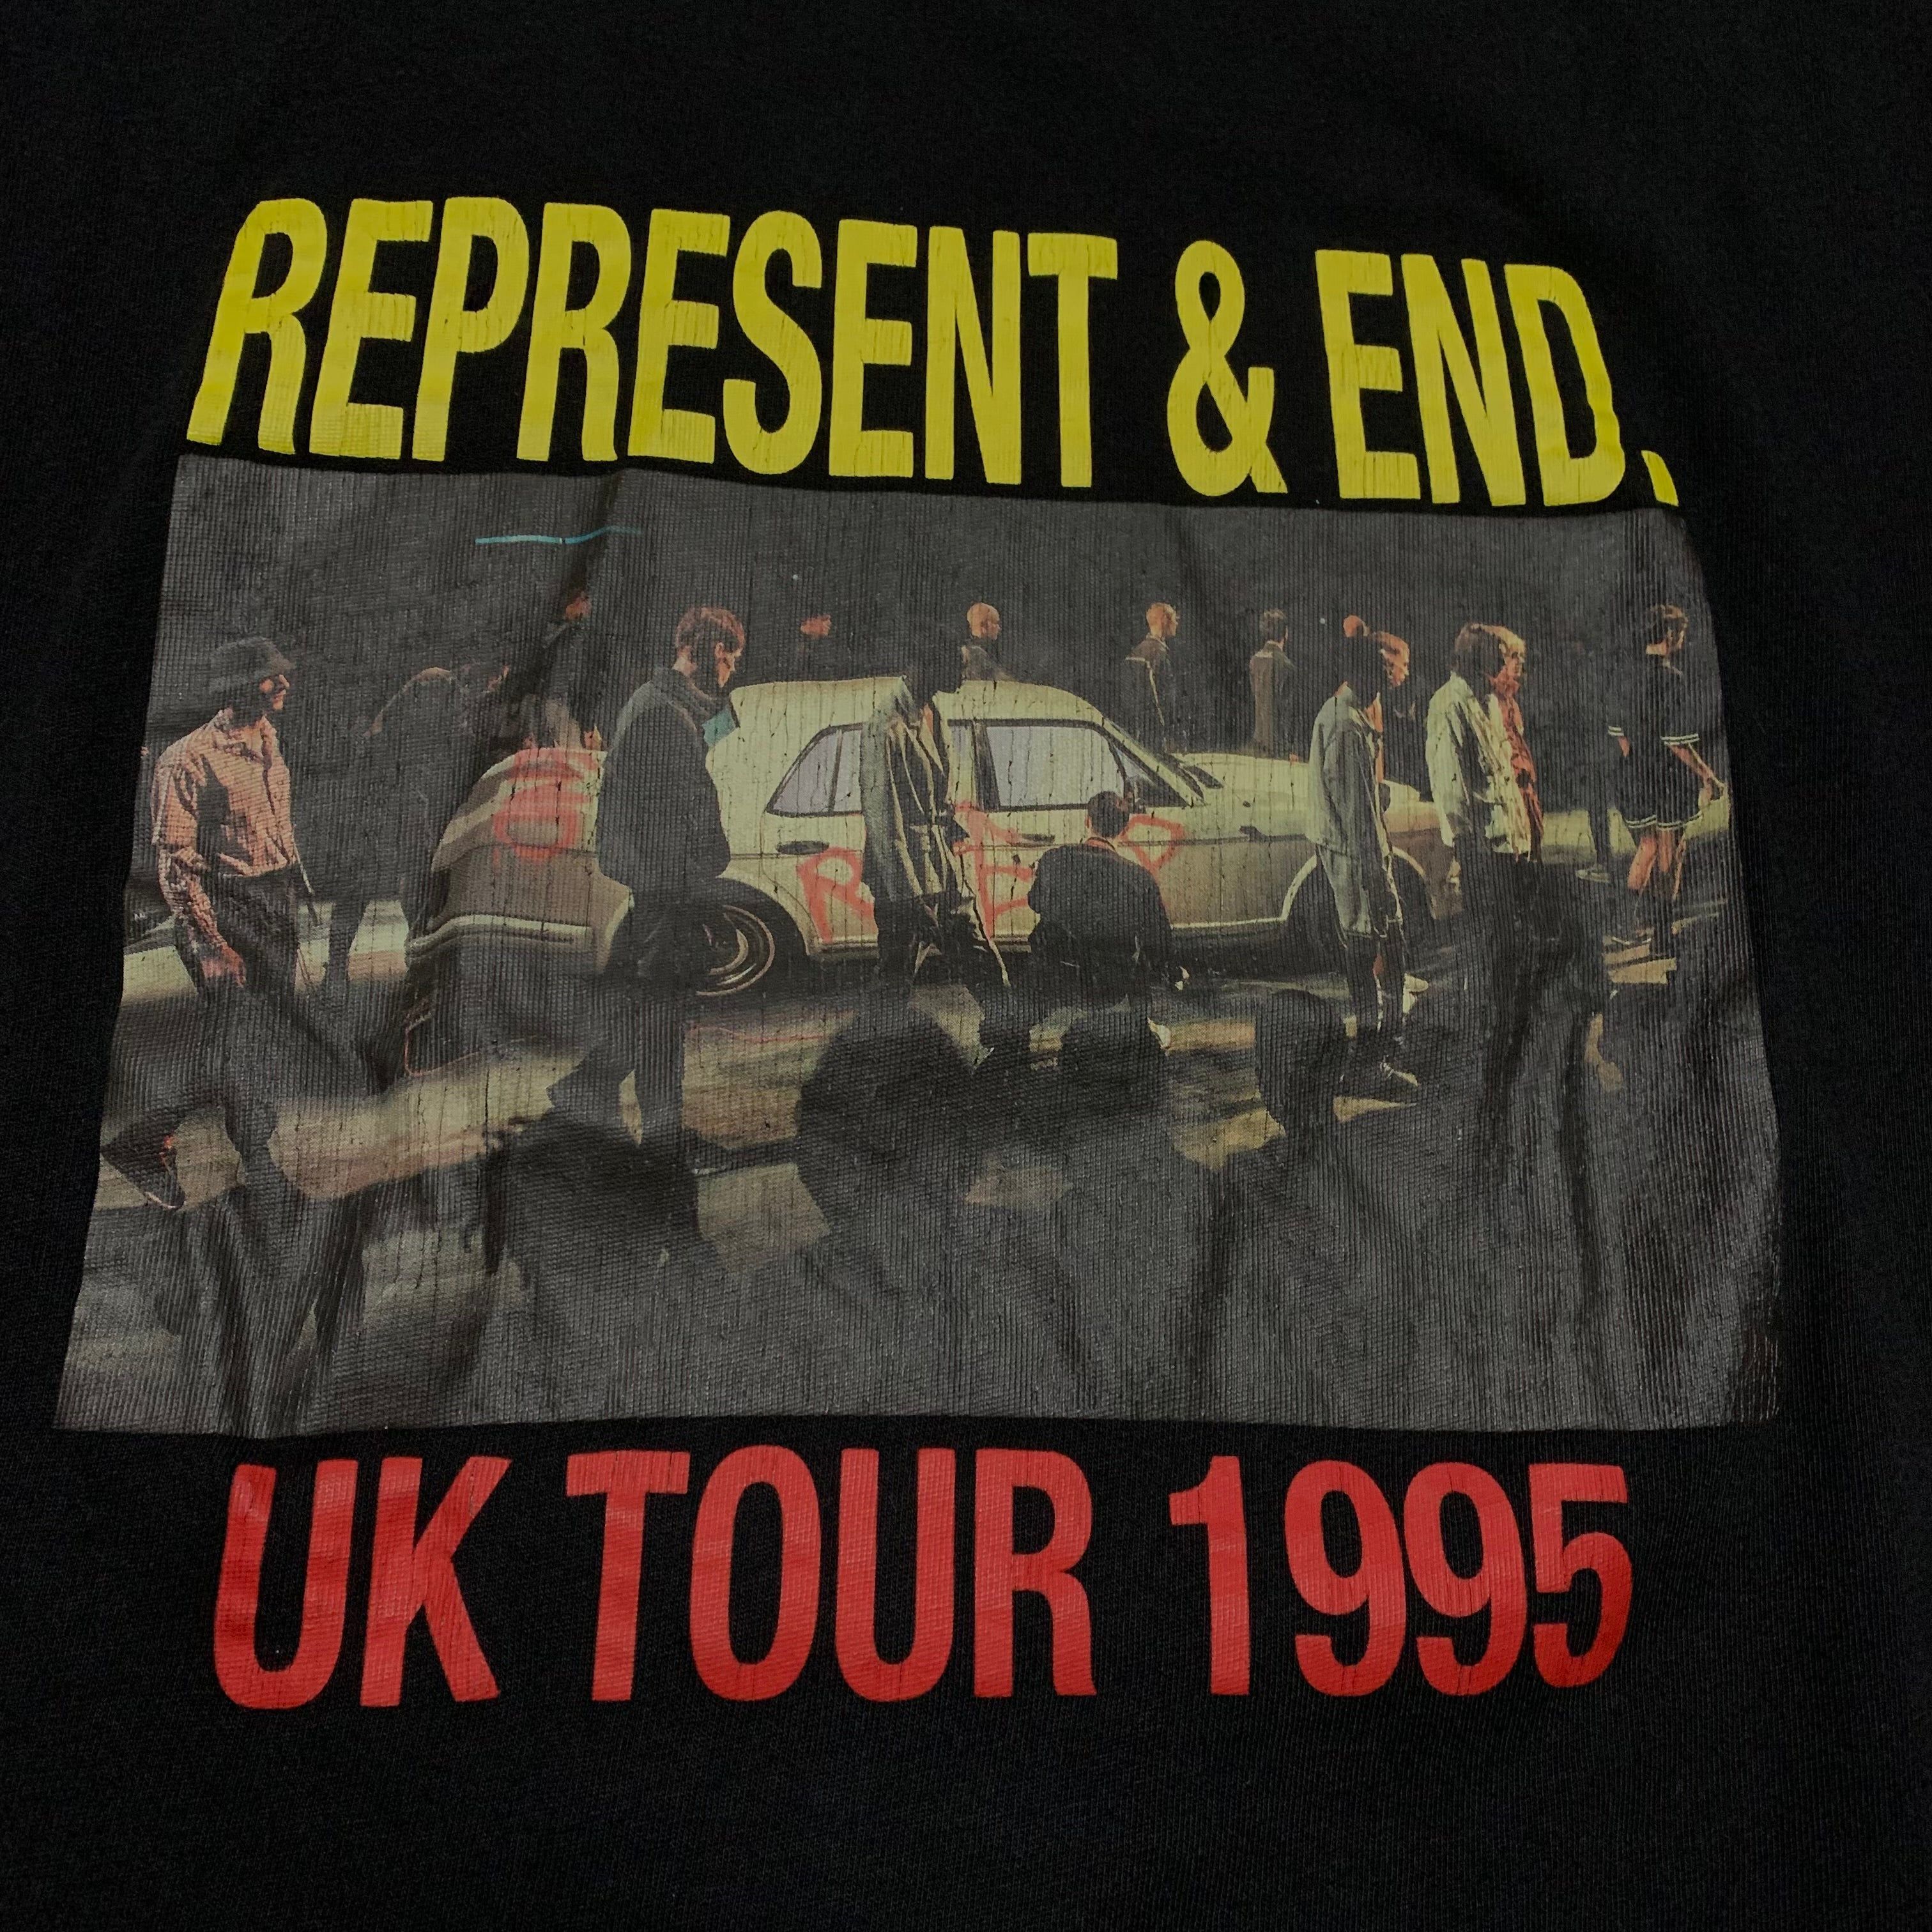 REPRESENT & END.
UK TOUR 1995